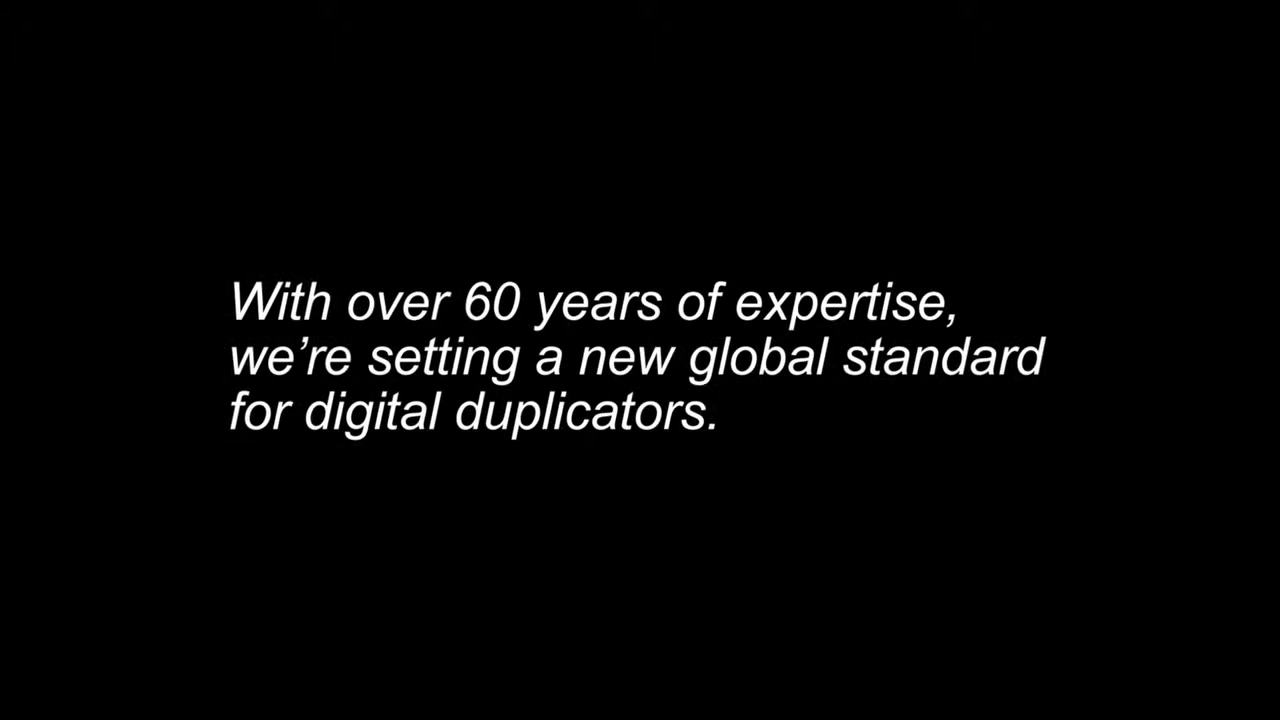 With over 60 years of expertise,
we’re setting a new global standard
for digital duplicators.